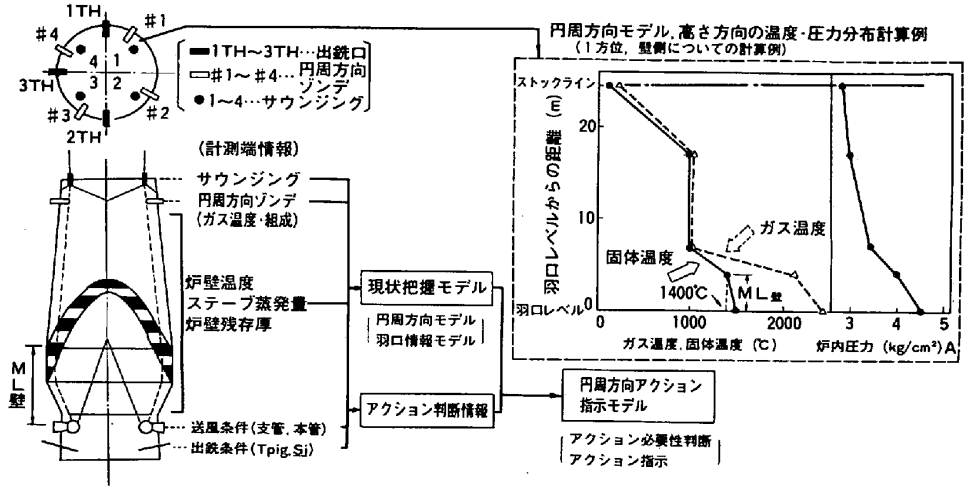 1TH
#1
#4
4 1
3 2
3TH
#3
#2
2TH
1TH～3TH…出銑口
#1～#4…円周方向
ゾンデ
1～4…サウンジング
(計測端情報)
サウンジング
円周方向ゾンデ
(ガス温度・組成)
炉壁温度
ステーブ蒸発量
炉壁残存厚
ML壁
送風条件(支管、本管)
出銑条件(Tpig,Si)
現状把握モデル
円周方向モデル
羽口情報モデル
アクション判断情報
円周方向アクション
指示モデル
アクション必要性判断
アクション指示
円周方向モデル,高さ方向の温度・圧力分布計算例
(1方位,壁側についての計算例)
ストックライン
20
10
0
羽口レベルからの距離 (m)
羽口レベル
ガス温度
固体温度
1400℃
ML壁
0 1000 2000 3 4 5
ガス温度,固体温度 (℃)
炉内圧力 (kg/cm²) A